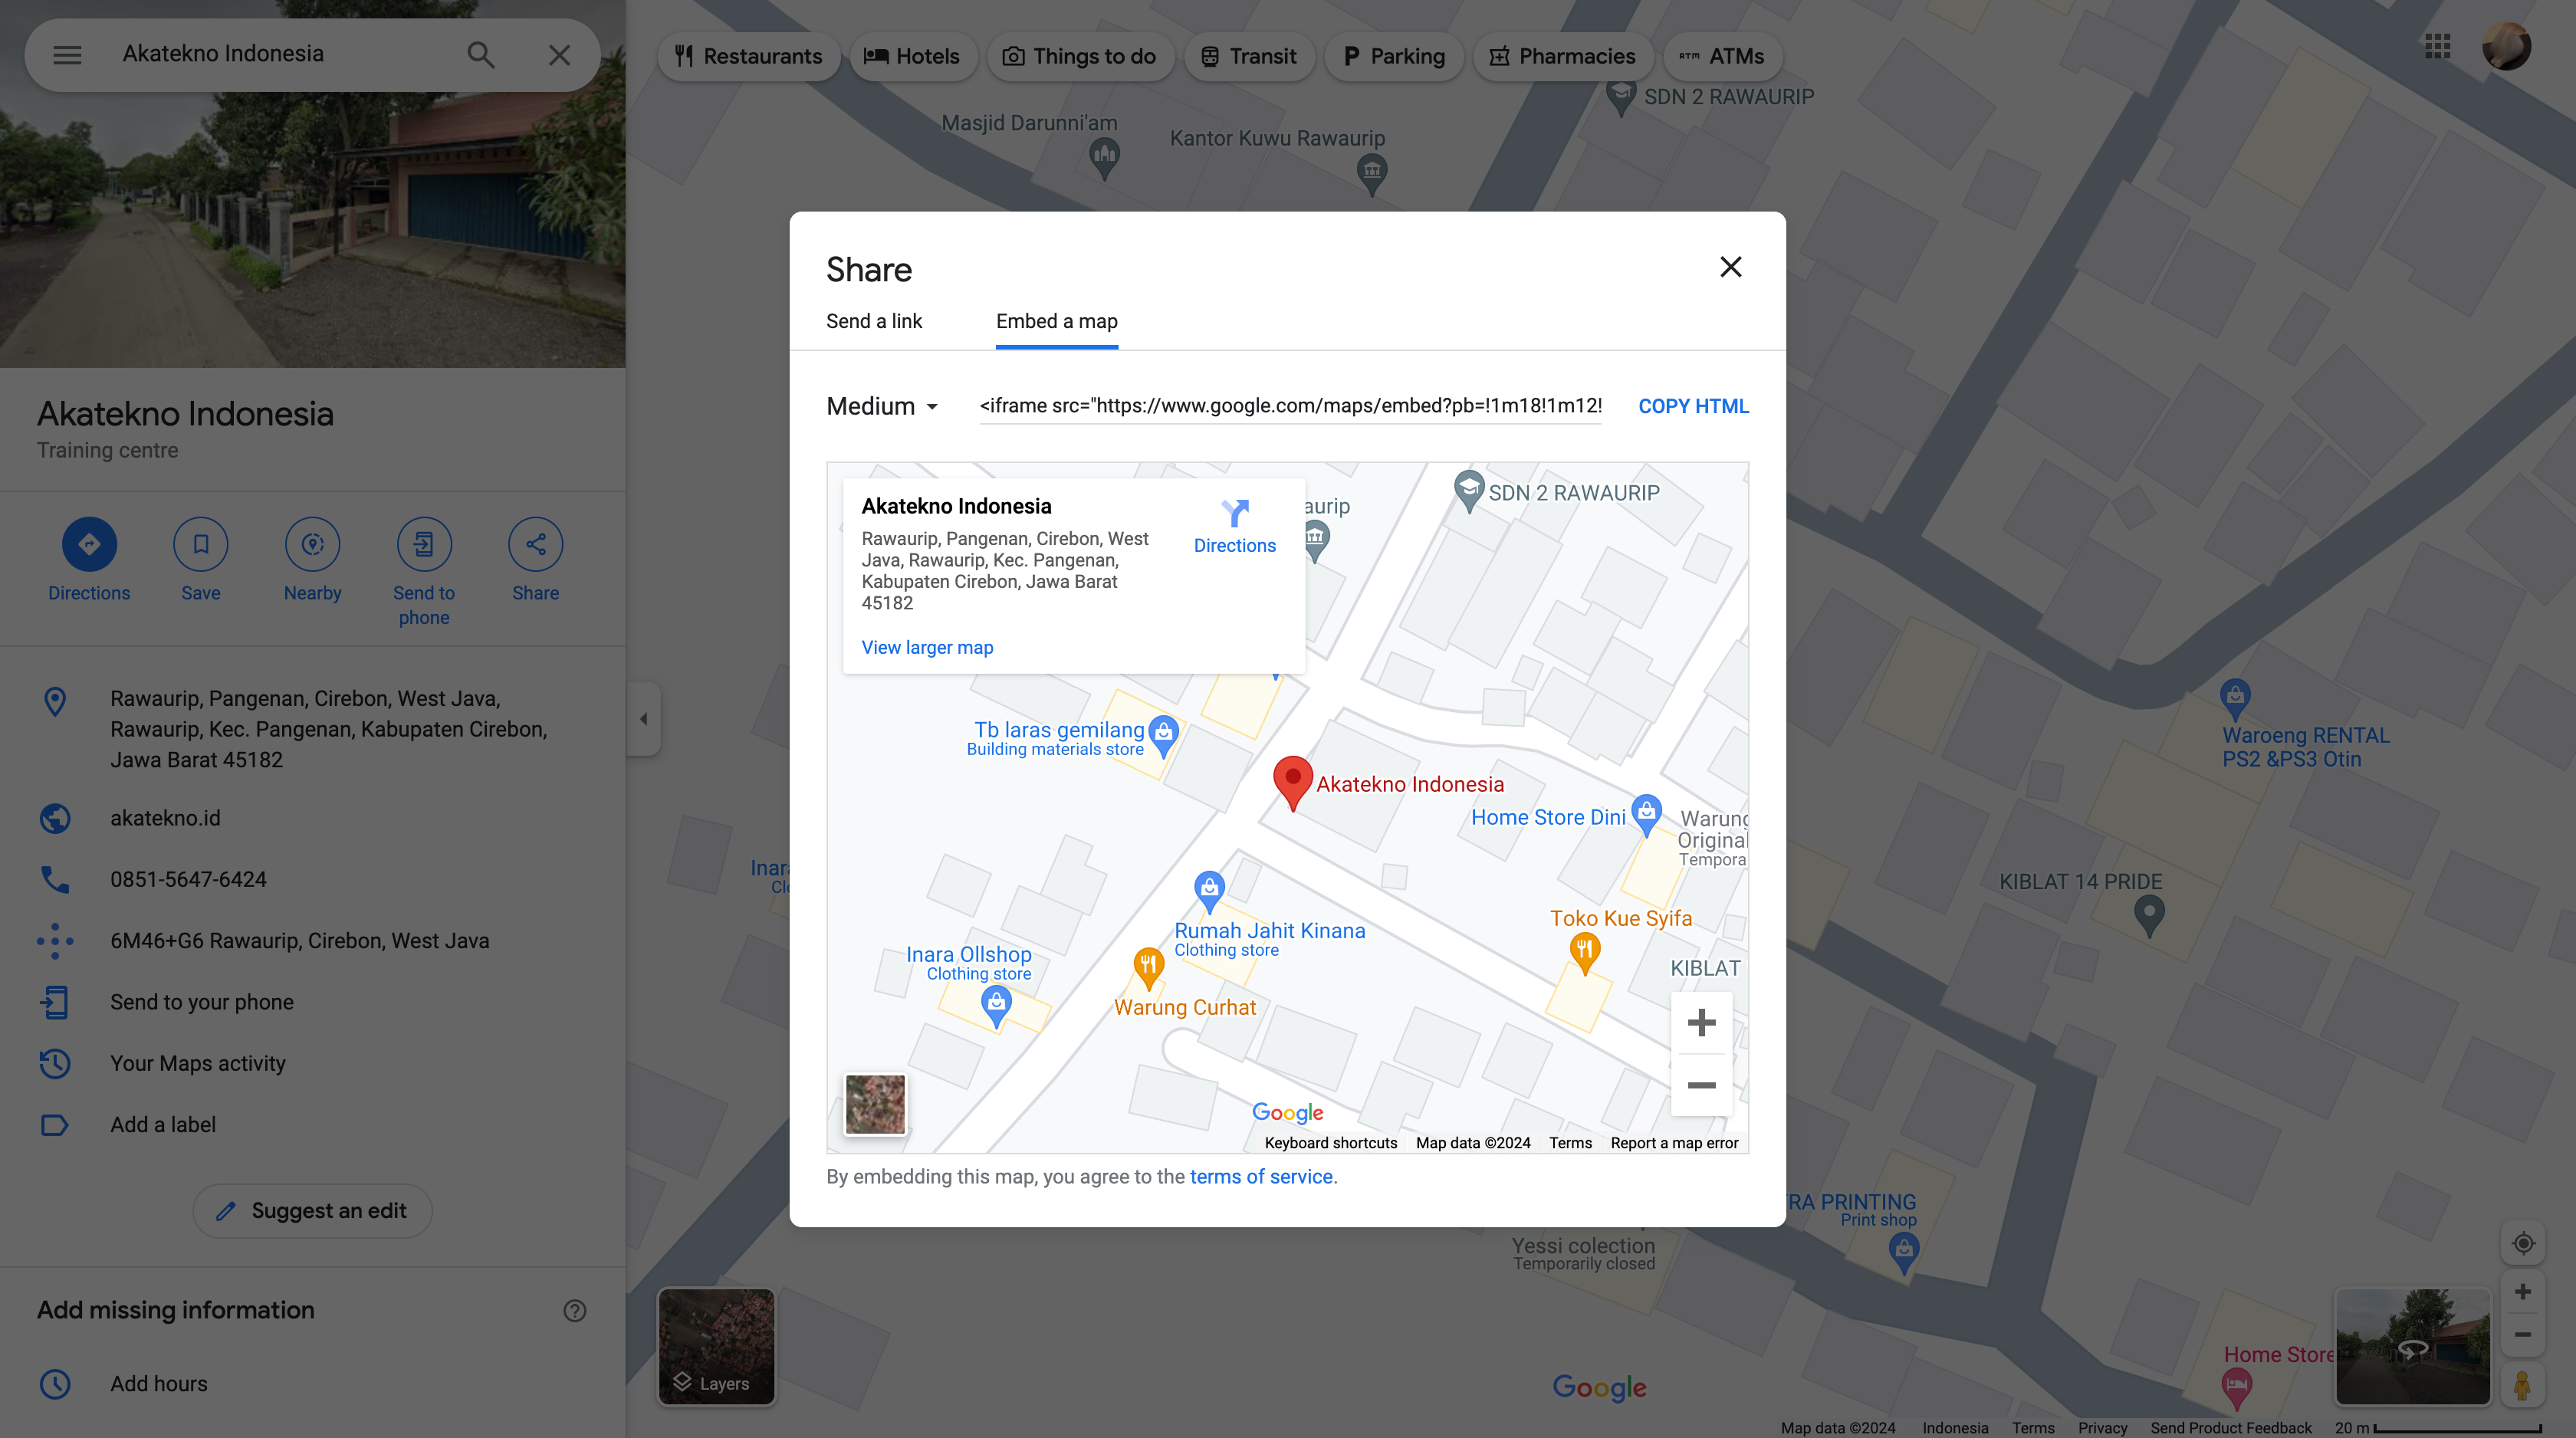 Akatekno Indonesia
Restaurants
Hotels
Things to do
Transit
Parking
Pharmacies
ATM
ATMs
Akatekno Indonesia
Training centre
Directions
Save
Nearby
Send to
phone
Share
Rawaurip, Pangenan, Cirebon, West Java,
Rawaurip, Kec. Pangenan, Kabupaten Cirebon,
Jawa Barat 45182
akatekno.id
0851-5647-6424
6M46+G6 Rawaurip, Cirebon, West Java
Send to your phone
Your Maps activity
Add a label
Suggest an edit
Add missing information
Add hours
Masjid Darunni'am
Kantor Kuwu Rawaurip
SDN 2 RAWAURIP
Share
Send a link
Embed a map
Medium
<iframe src="https://www.google.com/maps/embed?pb=!1m18!1m12!
COPY HTML
Akatekno Indonesia
Rawaurip, Pangenan, Cirebon, West
Java, Rawaurip, Kec. Pangenan,
Kabupaten Cirebon, Jawa Barat
45182
Directions
View larger map
aurip
SDN 2 RAWAURIP
Tb laras gemilang
Building materials store
Akatekno Indonesia
Home Store Dini
Warung
Original
Tempora
Rumah Jahit Kinana
Clothing store
Toko Kue Syifa
Inara Ollshop
Clothing store
Warung Curhat
KIBLAT
Google
Keyboard shortcuts
Map data ©2024
Terms
Report a map error
By embedding this map, you agree to the terms of service.
Inara
Clo
Waroeng RENTAL
PS2 &PS3 Otin
KIBLAT 14 PRIDE
RA PRINTING
Print shop
Yessi colection
Temporarily closed
Home Store
Layers
Google
Map data ©2024
Indonesia
Terms
Privacy
Send Product Feedback
20 m